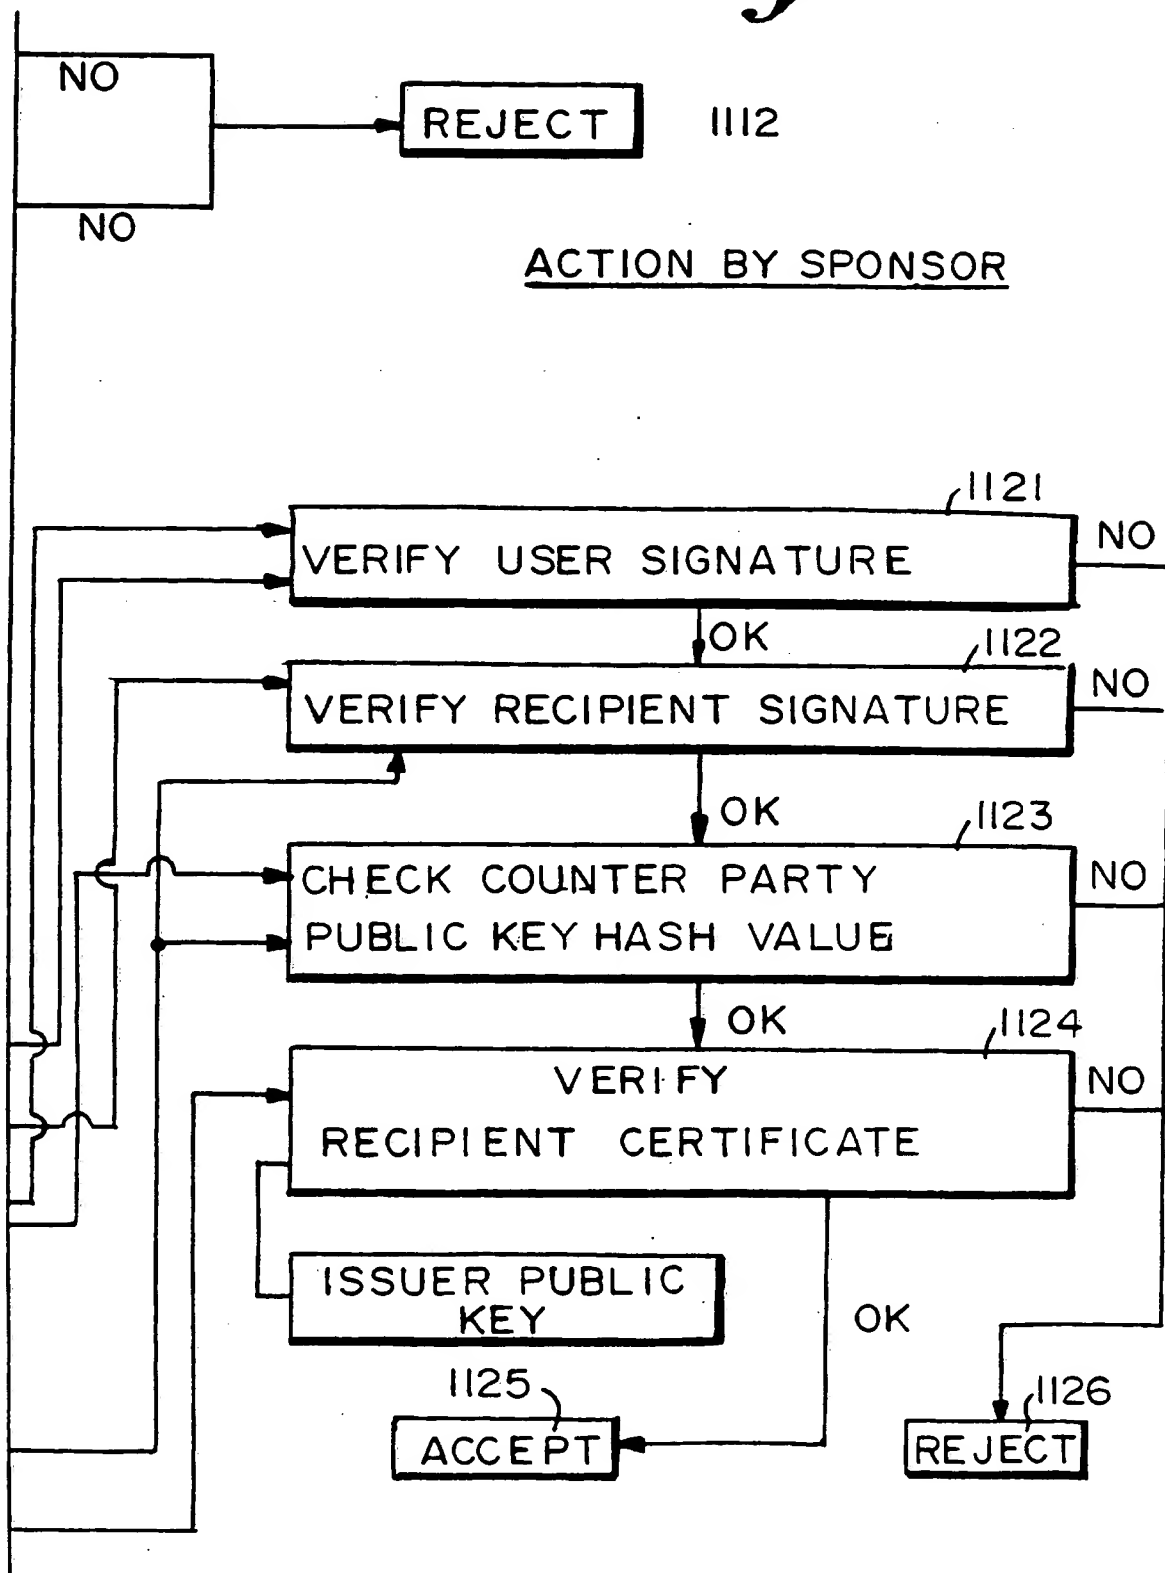 NO
REJECT 1112
NO
ACTION BY SPONSOR
1121
VERIFY USER SIGNATURE
NO
OK
1122
VERIFY RECIPIENT SIGNATURE
NO
OK
1123
CHECK COUNTER PARTY
PUBLIC KEY HASH VALUE
NO
OK
1124
VERIFY
RECIPIENT CERTIFICATE
NO
ISSUER PUBLIC
KEY
OK
1125
ACCEPT
1126
REJECT